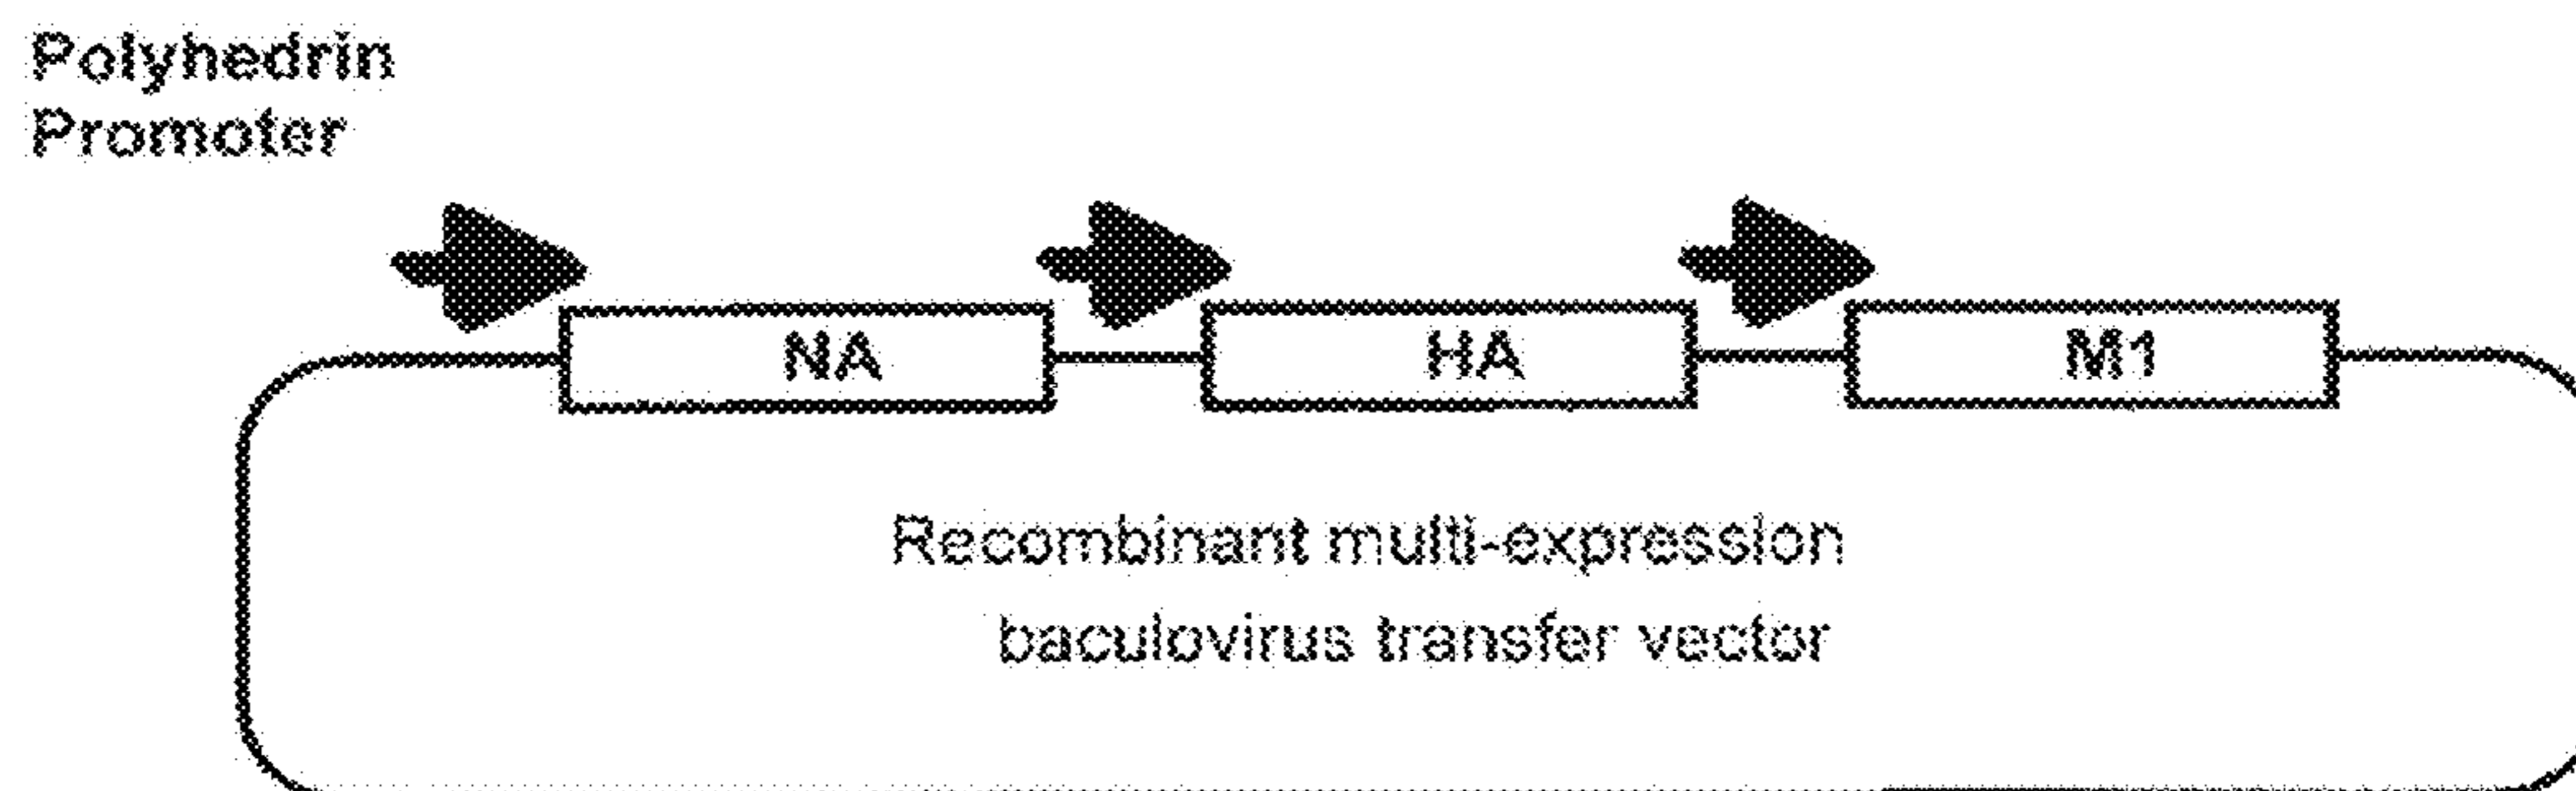 Polyhedrin
Promoter
NA HA M1
Recombinant multi-expression
baculovirus transfer vector